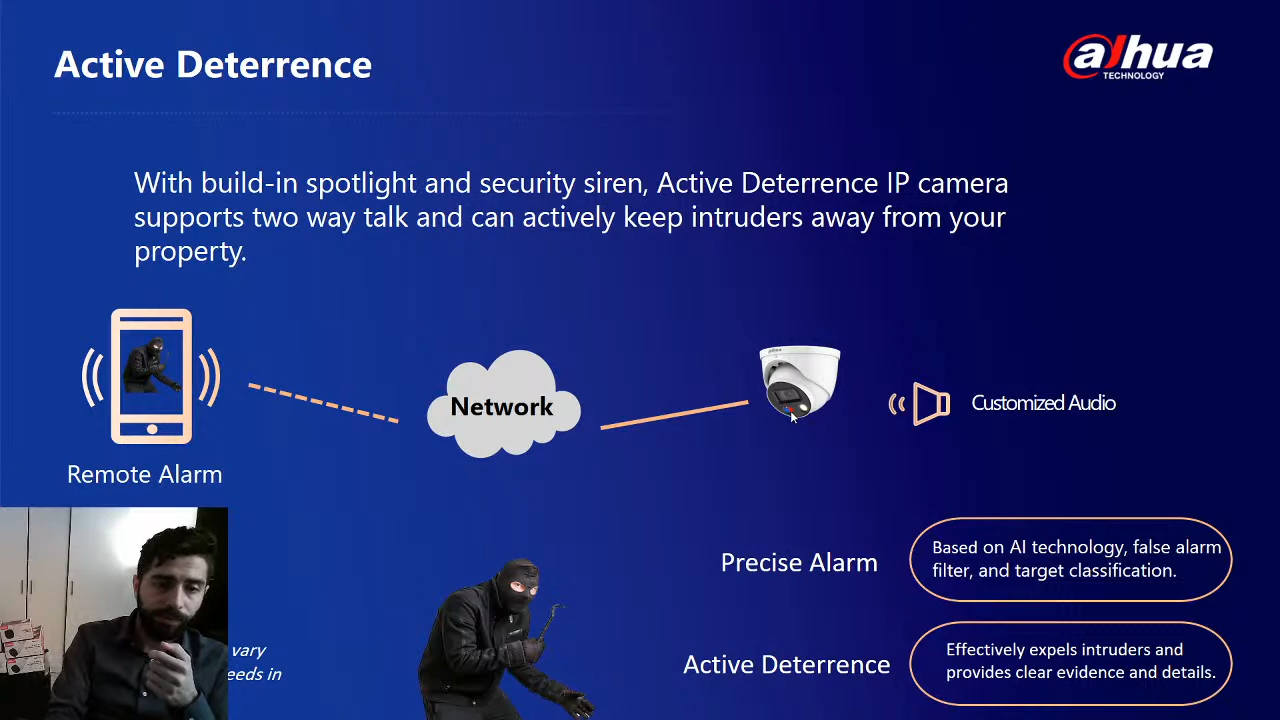 Active Deterrence
alhua
TECHNOLOGY
With build-in spotlight and security siren, Active Deterrence IP camera
supports two way talk and can actively keep intruders away from your
property.
Network
Customized Audio
Remote Alarm
Precise Alarm
Based on AI technology, false alarm
filter, and target classification.
vary
eeds in
Active Deterrence
Effectively expels intruders and
provides clear evidence and details.